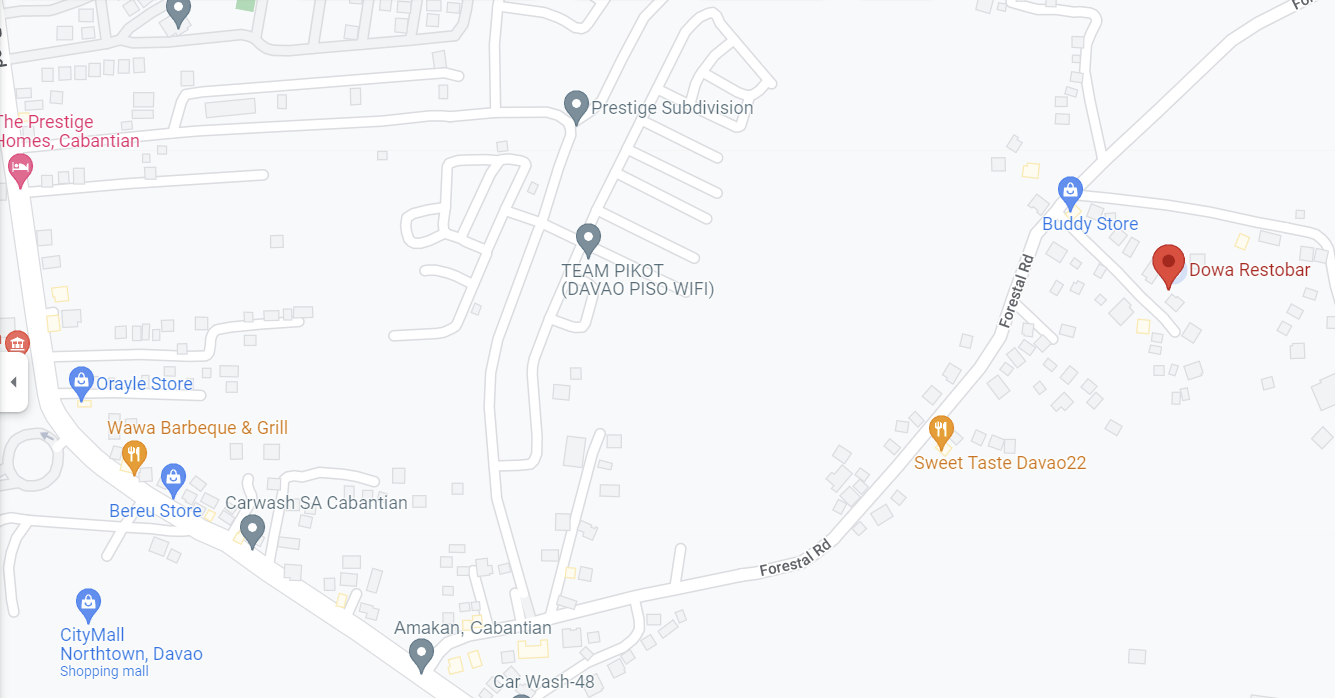 The Prestige
Homes, Cabantian
Prestige Subdivision
Buddy Store
TEAM PIKOT
(DAVAO PISO WIFI)
Dowa Restobar
Forestal Rd
Orayle Store
Wawa Barbeque & Grill
Sweet Taste Davao22
Bereu Store
Carwash SA Cabantian
Forestal Rd
CityMall
Northtown, Davao
Shopping mall
Amakan, Cabantian
Car Wash-48